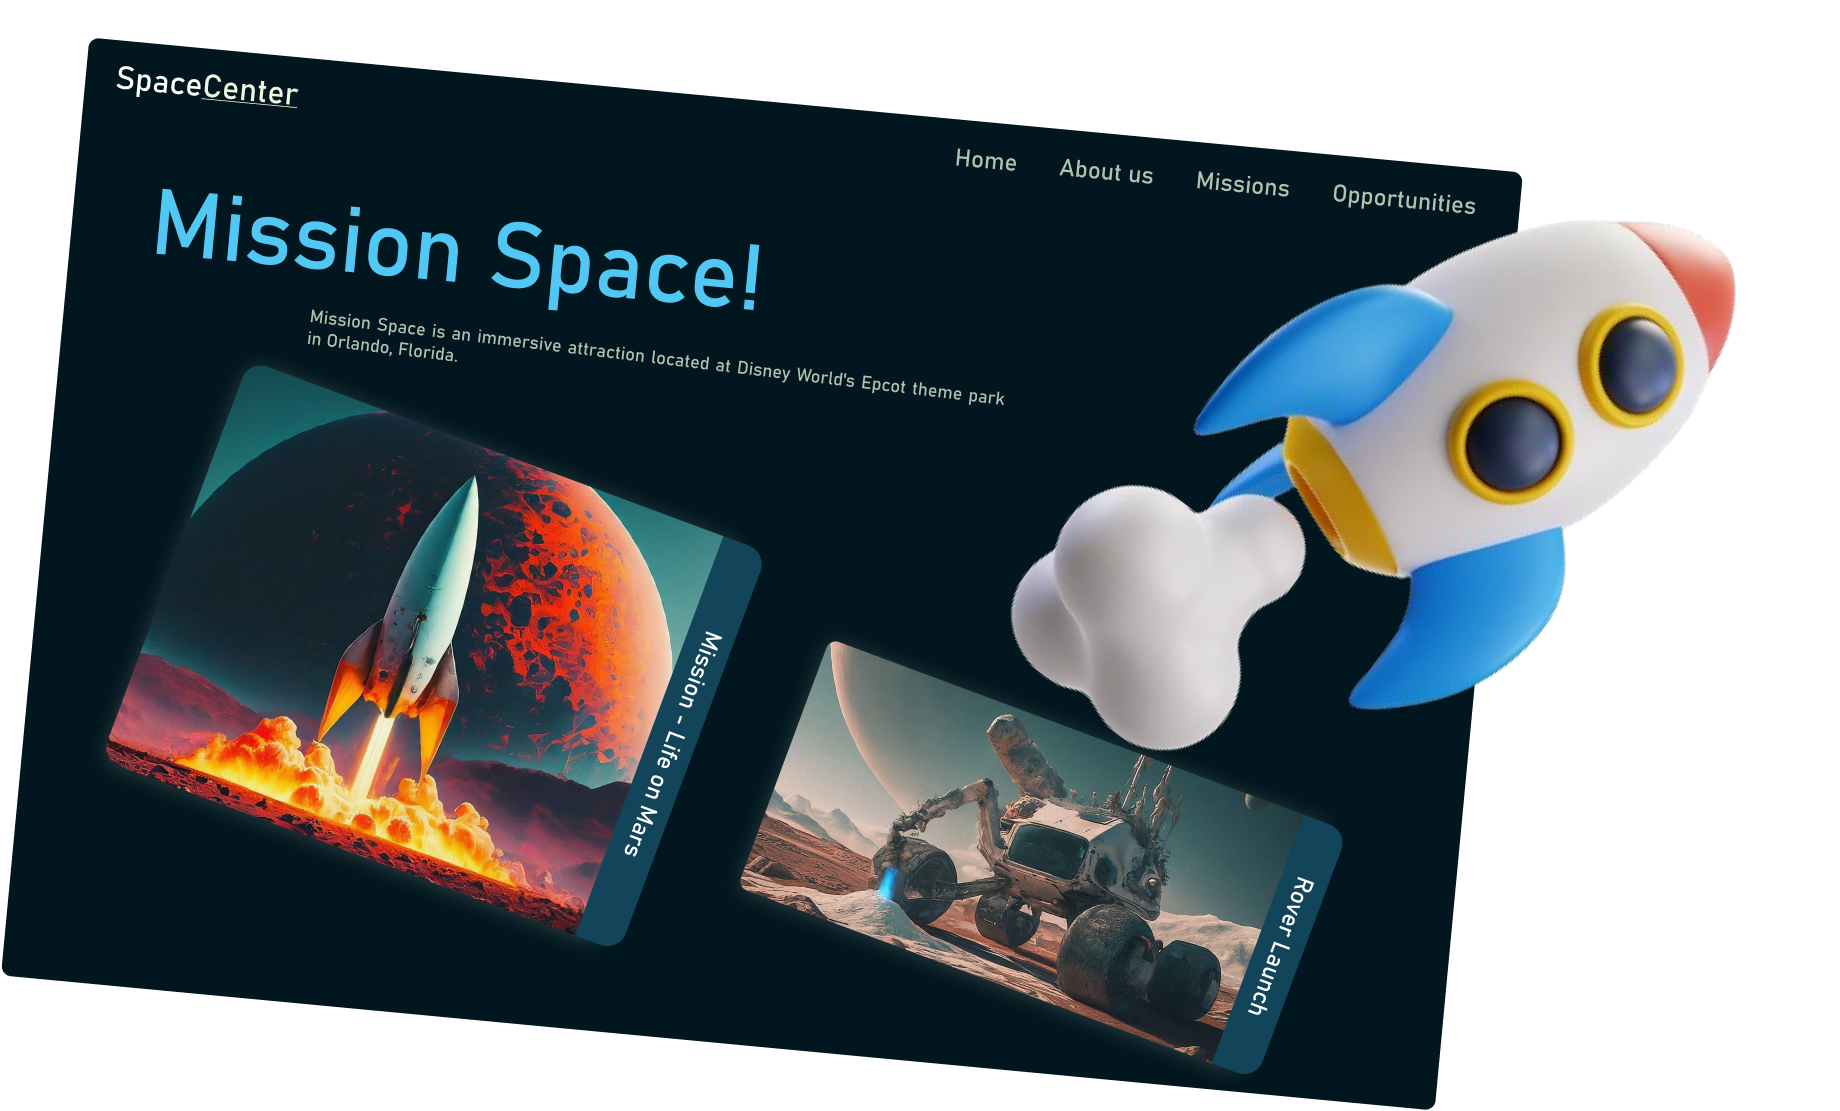 SpaceCenter
Home About us Missions Opportunities
Mission Space!
Mission Space is an immersive attraction located at Disney World's Epcot theme park
in Orlando, Florida.
Mission - Life on Mars
Rover Launch